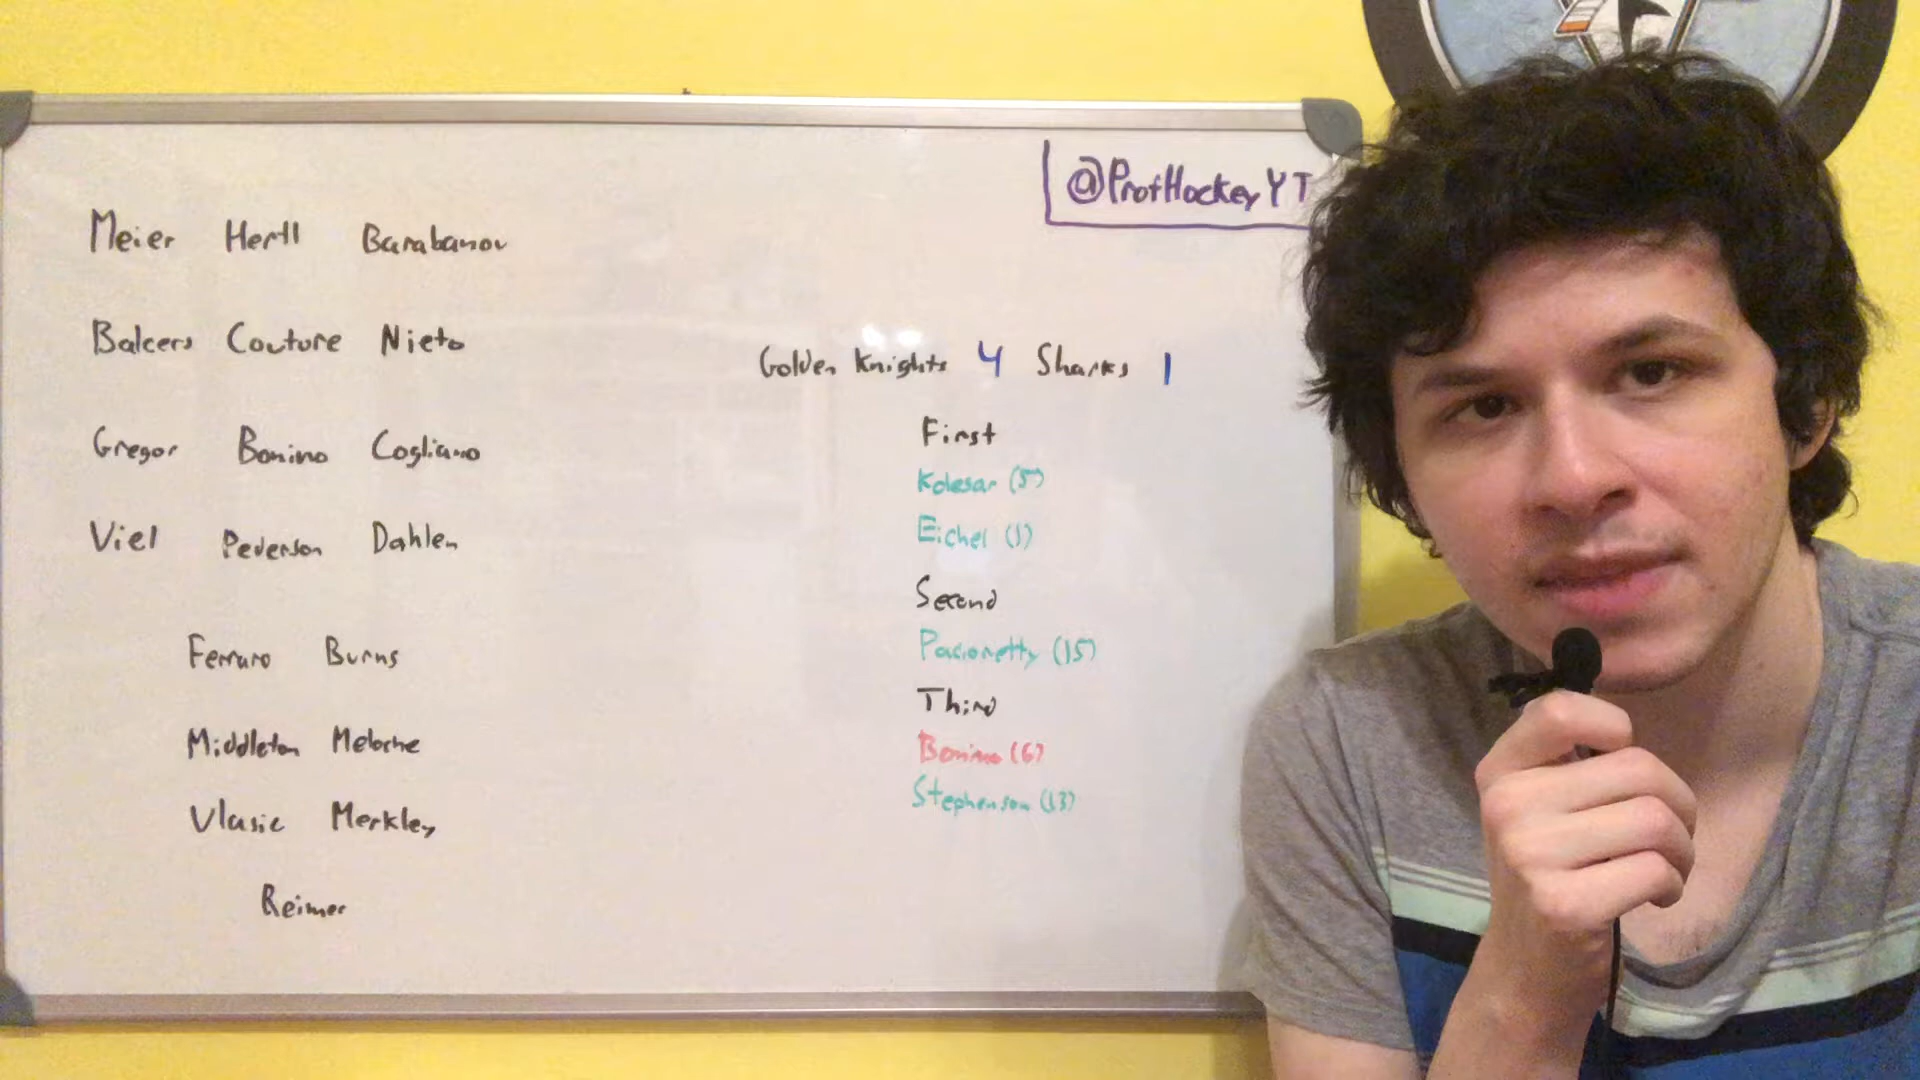 @ProfHockeyYT
Meier Hertl Barabanov
Balcers Couture Nieto
Gregor Bonino Cogliano
Viel Pederson Dahlen
Ferraro Burns
Middleton Meloche
Vlasic Merkley
Reimer
Golden Knights 4 Sharks 1
First
Kolesar (5)
Eichel (1)
Second
Pacionetty (15)
Third
Bonino (6)
Stephenson (13)